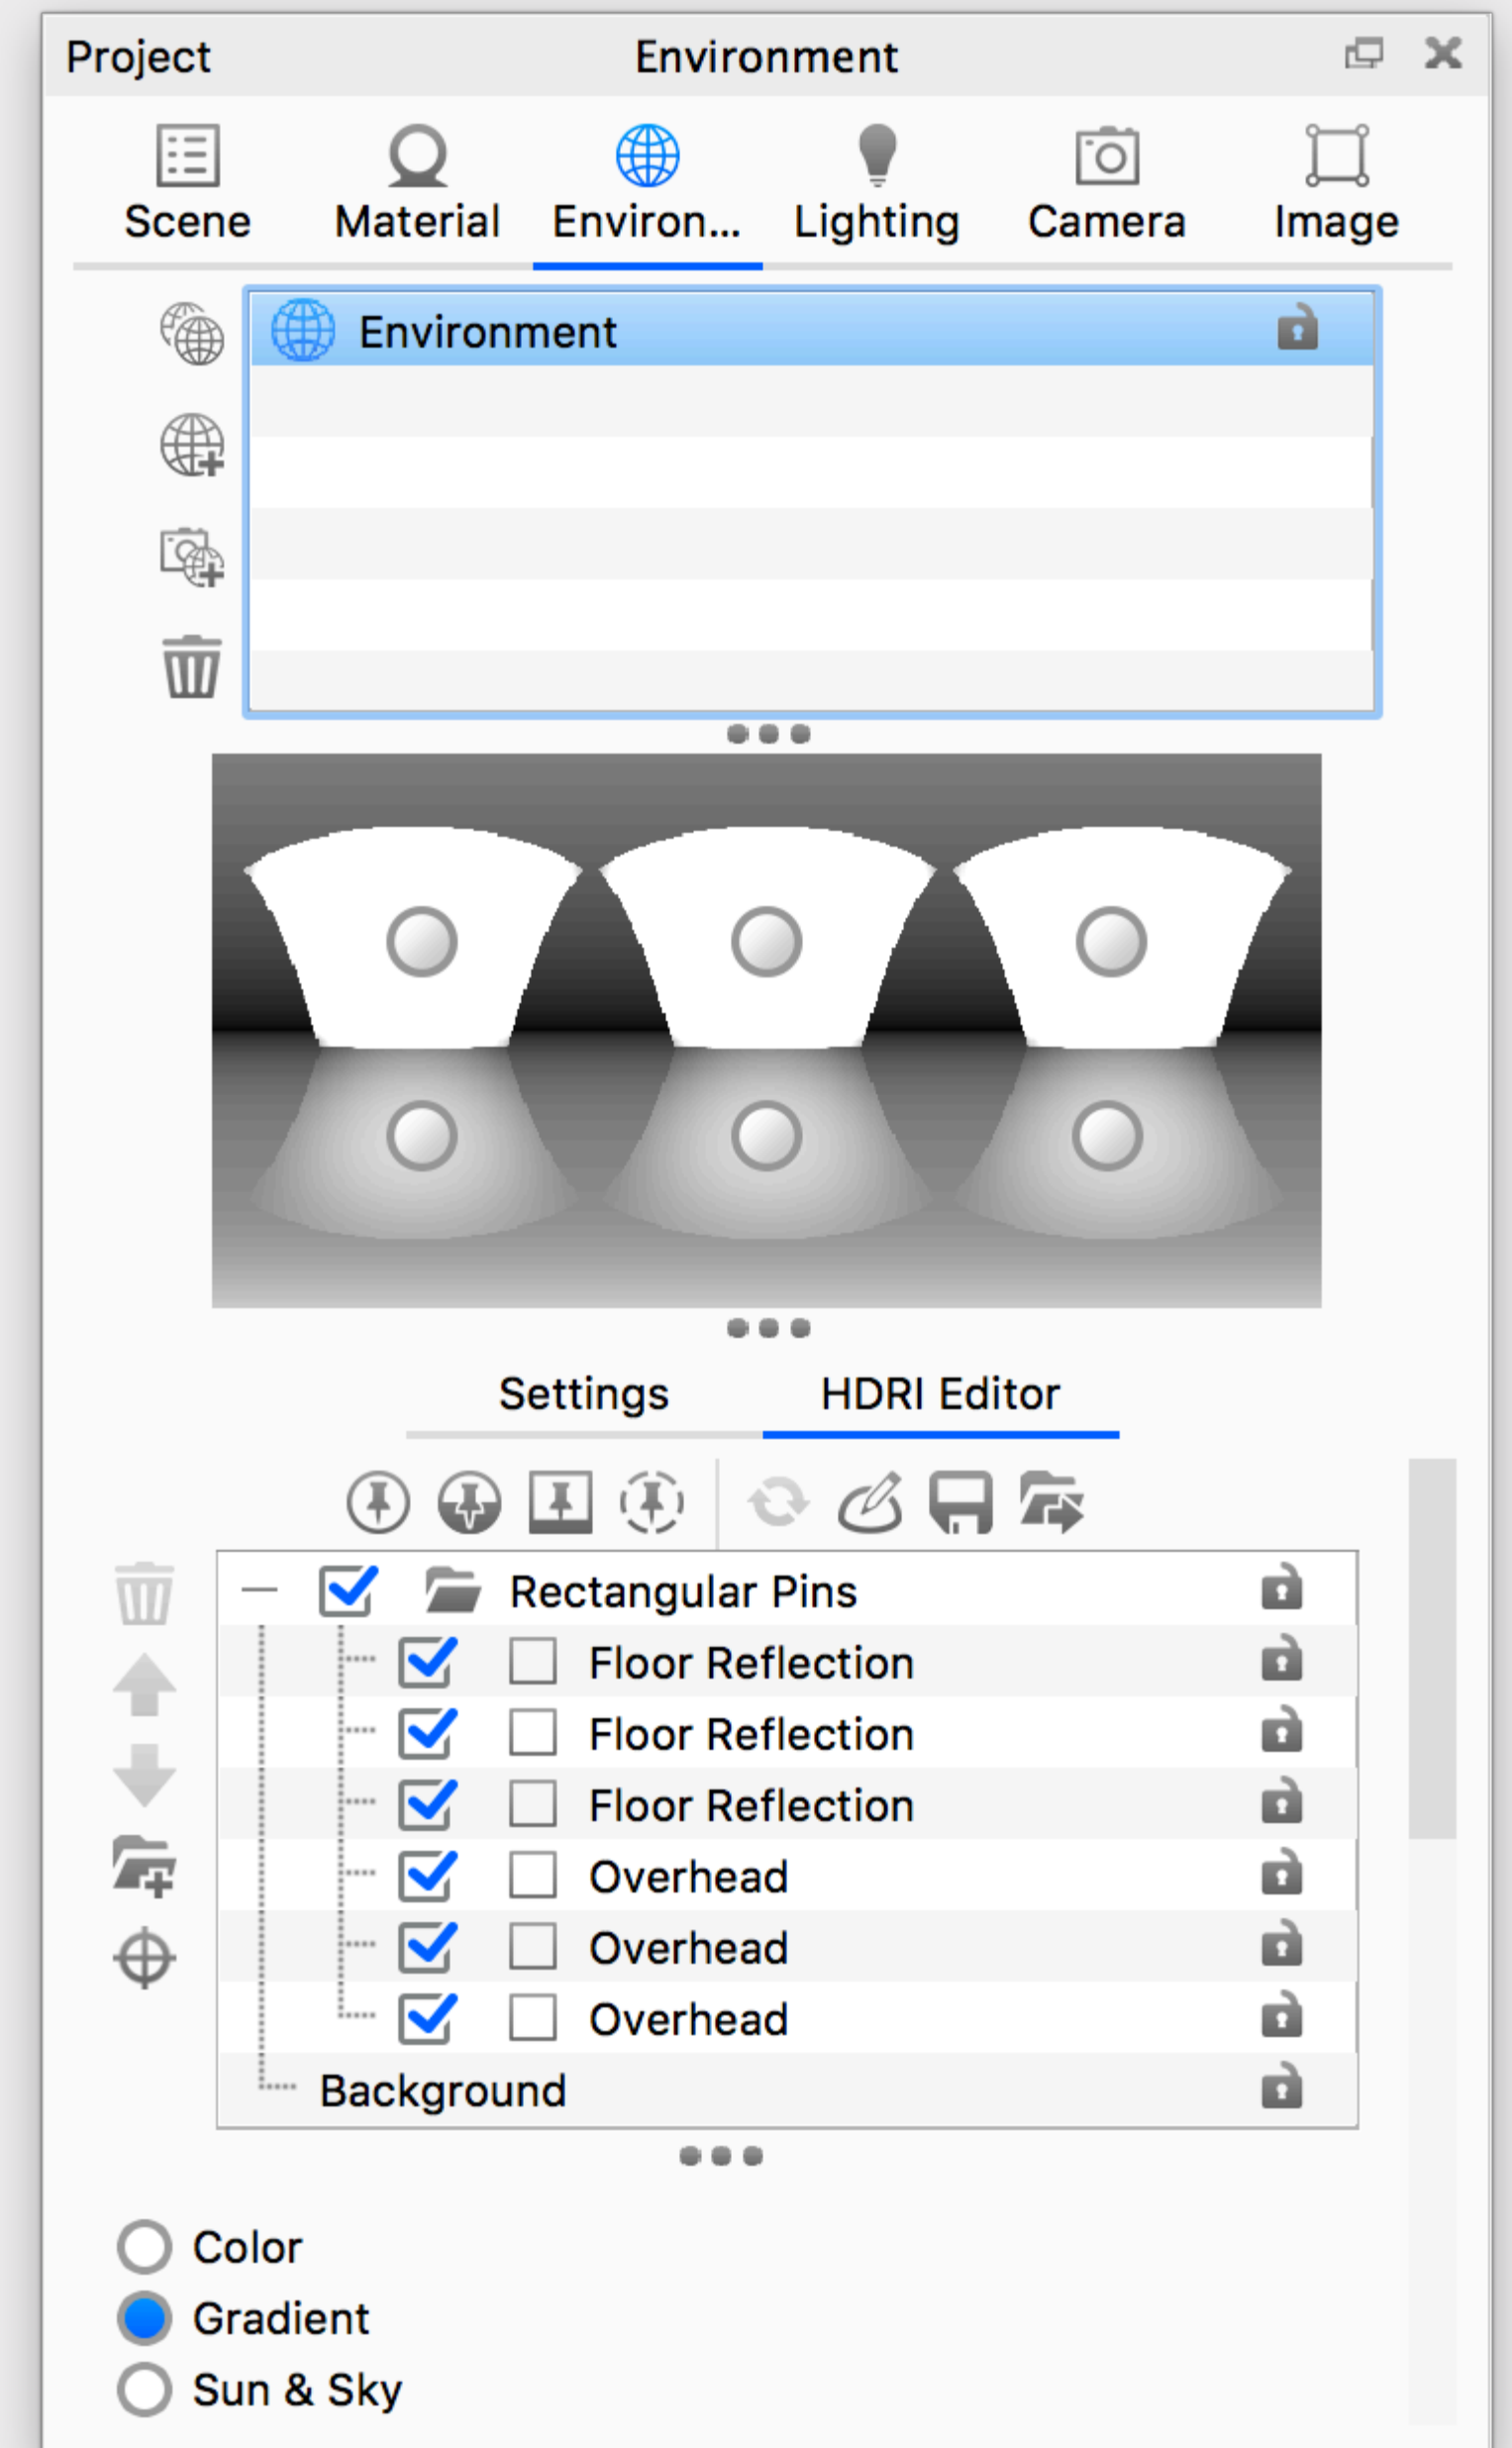 Project Environment
Scene Material Environ... Lighting Camera Image
Environment
Settings HDRI Editor
Rectangular Pins
Floor Reflection
Floor Reflection
Floor Reflection
Overhead
Overhead
Overhead
Background
Color
Gradient
Sun & Sky